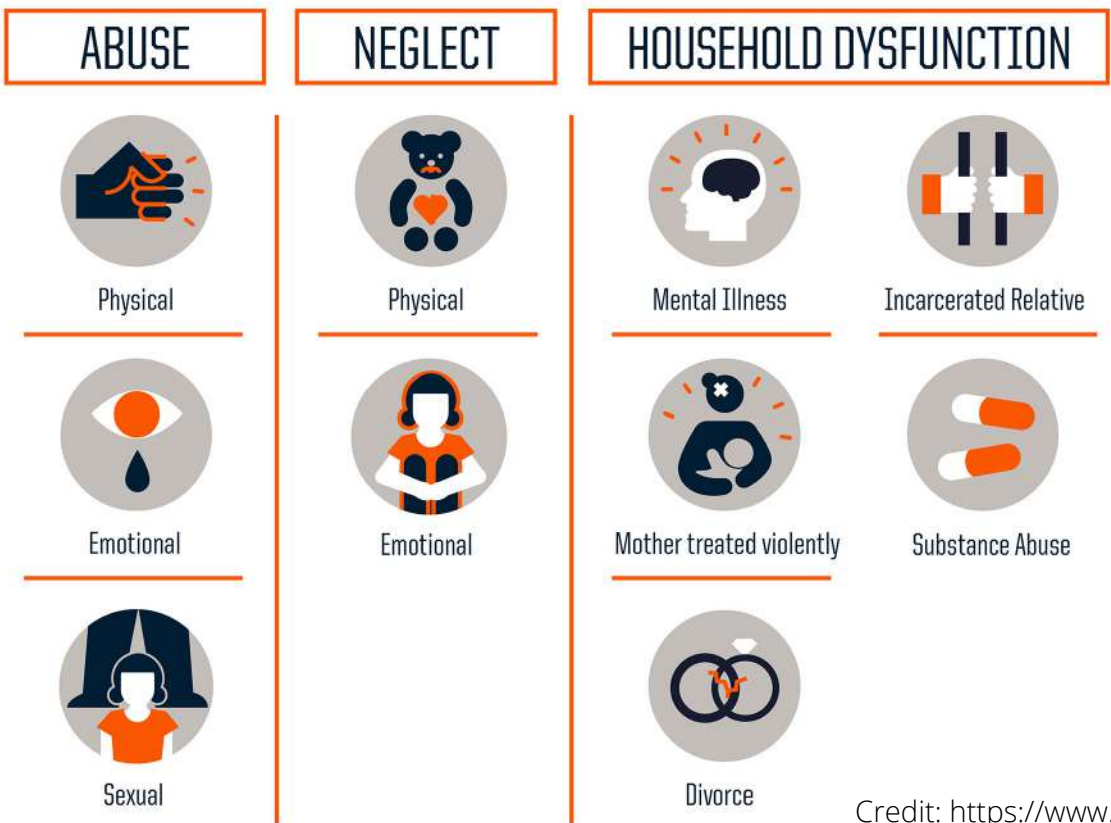 ABUSE
Physical
Emotional
Sexual
NEGLECT
Physical
Emotional
HOUSEHOLD DYSFUNCTION
Mental Illness
Incarcerated Relative
Mother treated violently
Substance Abuse
Divorce
Credit: https://www.